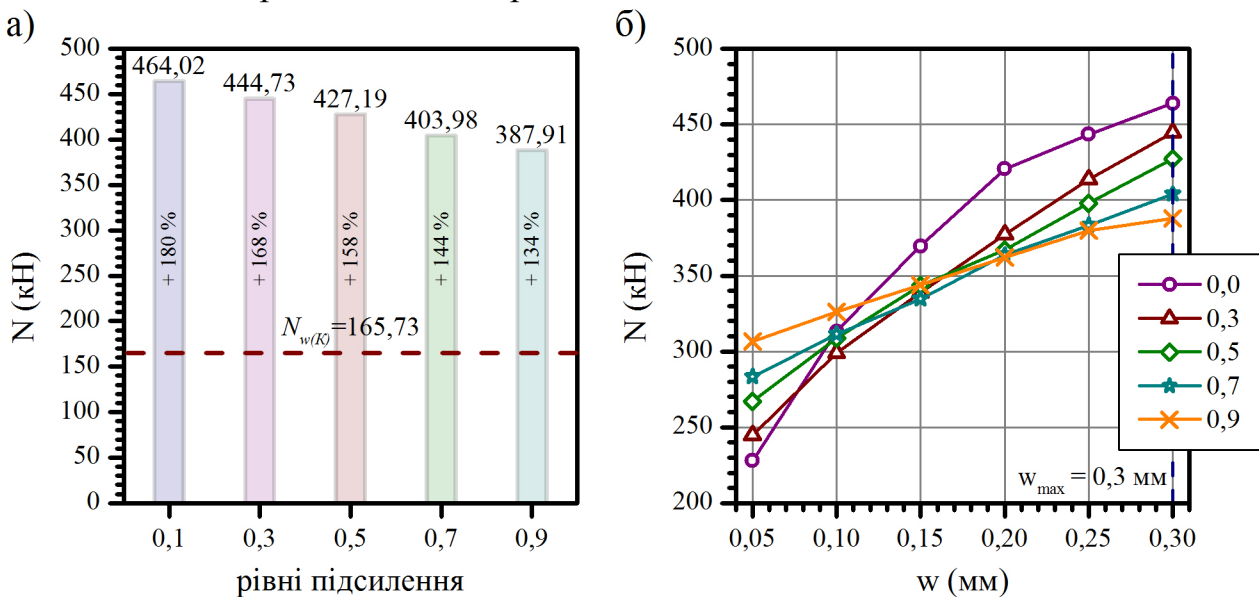 а)
500
450
400
350
300
250
200
150
100
50
0
N (кН)
464,02
444,73
427,19
403,98
387,91
+ 180 %
+ 168 %
+ 158 %
+ 144 %
+ 134 %
N w(К) =165,73
0,1 0,3 0,5 0,7 0,9
рівні підсилення
б)
500
450
400
350
300
250
200
N (кН)
0,0
0,3
0,5
0,7
0,9
w max = 0,3 мм
0,05 0,10 0,15 0,20 0,25 0,30
w (мм)